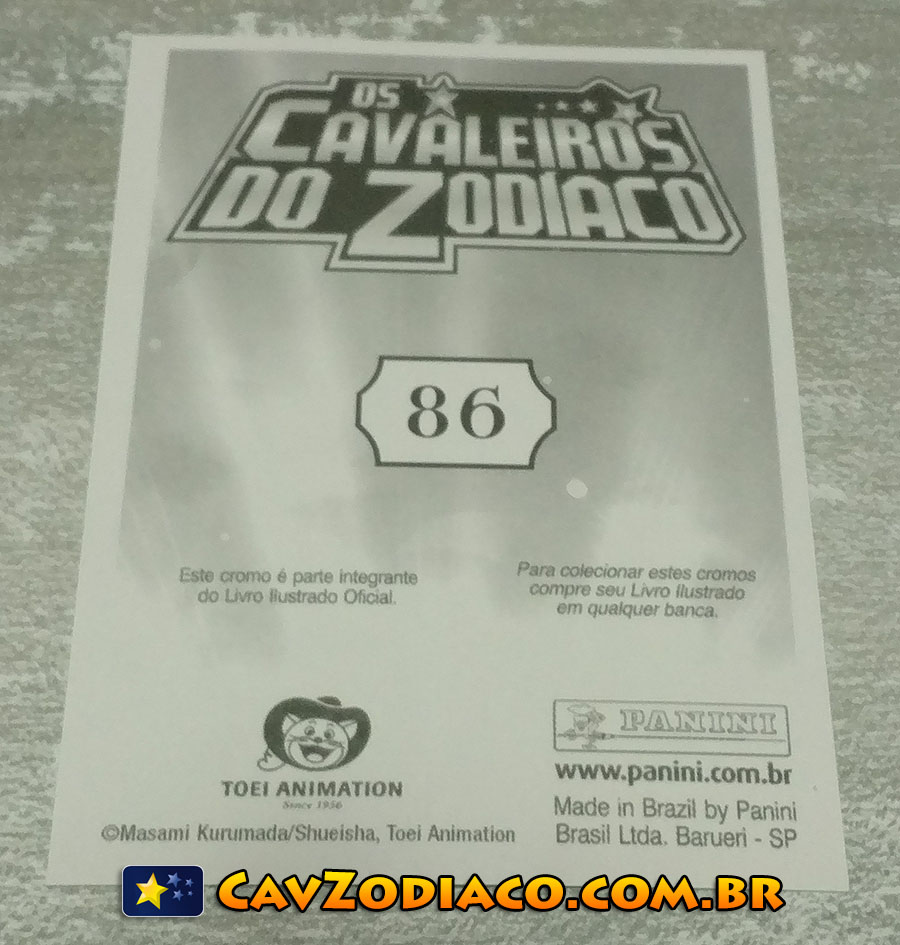 OS
CAVALEIROS
DO ZODÍACO
86
Este cromo é parte integrante
do Livro Ilustrado Oficial.
Para colecionar estes cromos
compre seu Livro Ilustrado
em qualquer banca.
TOEI ANIMATION
Since 1956
©Masami Kurumada/Shueisha, Toei Animation
PANINI
www.panini.com.br
Made in Brazil by Panini
Brasil Ltda. Barueri - SP
CAVZODIACO.COM.BR